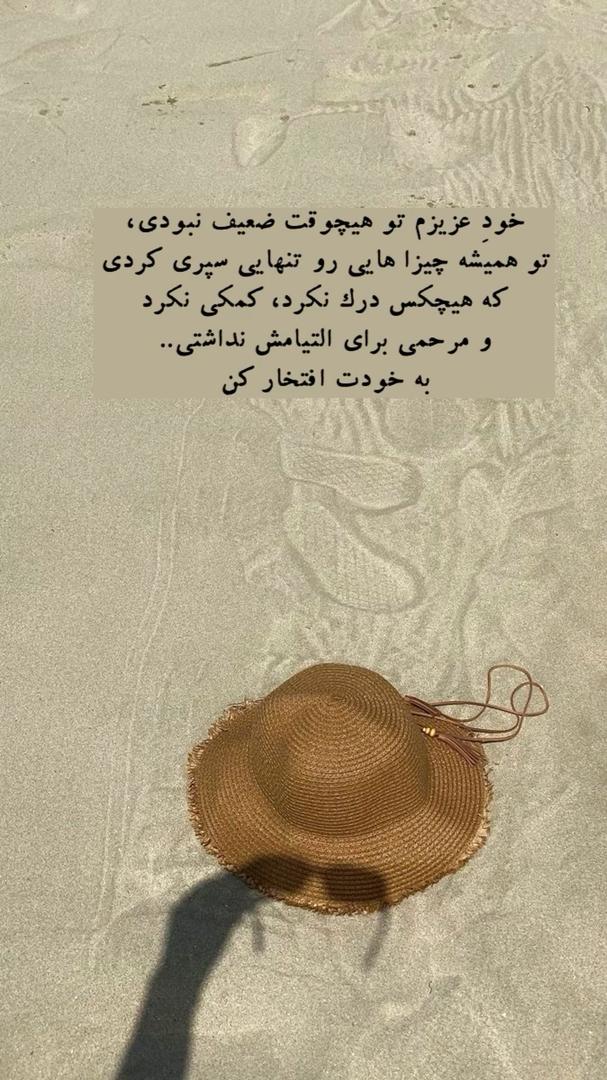 خودِ عزیزم تو هیچوقت ضعیف نبودی،
تو همیشه چیزا هایی رو تنهایی سپری کردی
که هیچکس درك نکرد، کمکی نکرد
و مرحمی برای التیامش نداشتی..
به خودت افتخار کن